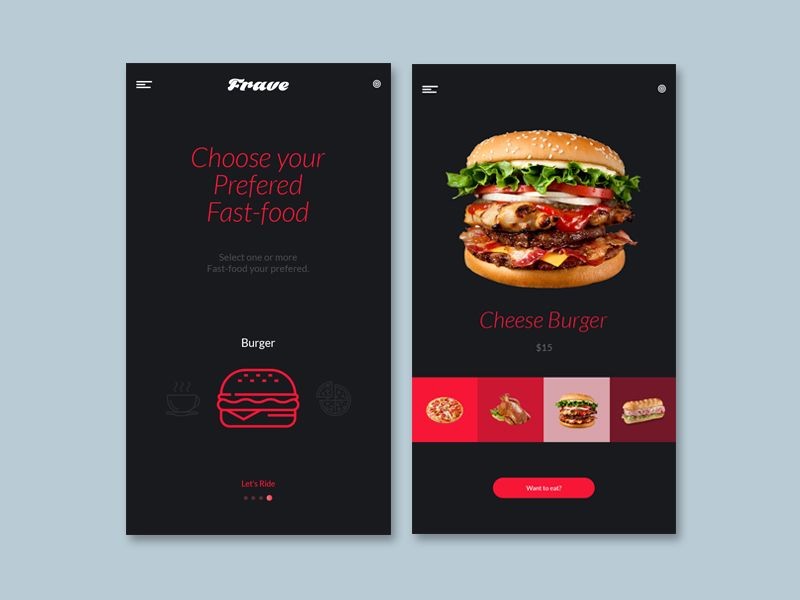 Frave
Choose your
Prefered
Fast-food
Select one or more
Fast-food your prefered.
Burger
Let's Ride
Cheese Burger
$15
Want to eat?